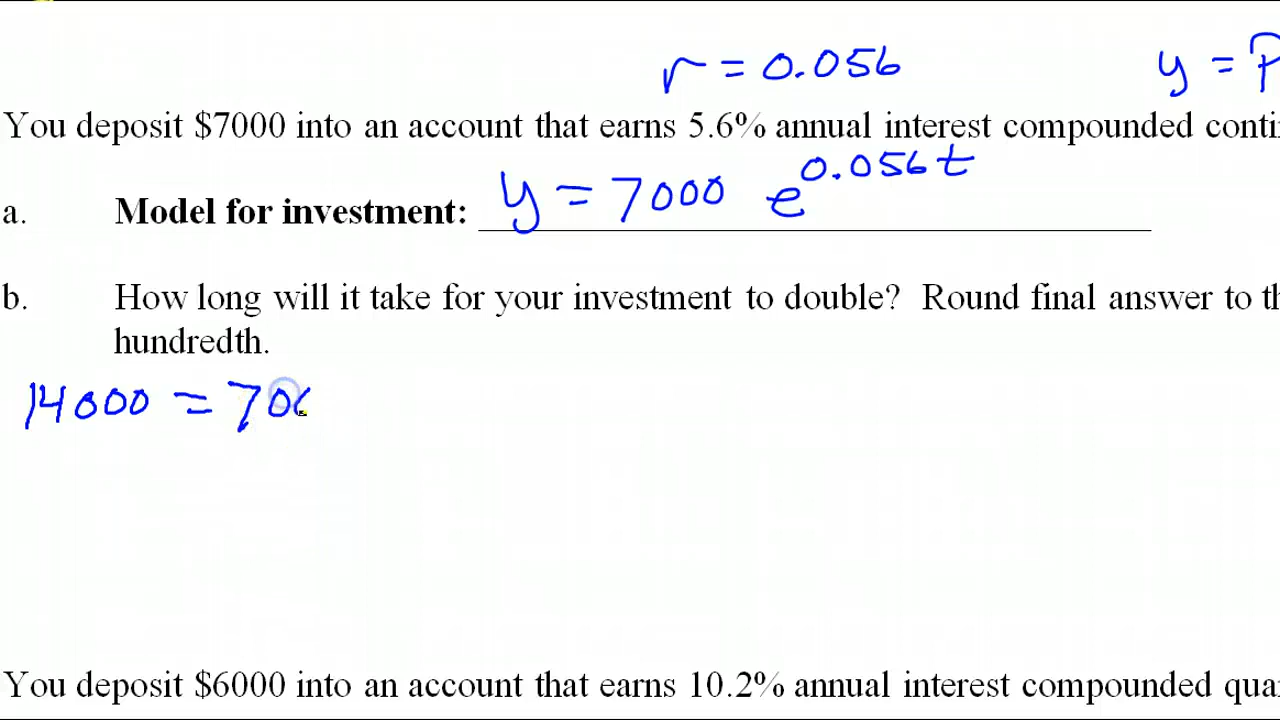 r = 0.056 y = P
You deposit $7000 into an account that earns 5.6% annual interest compounded conti
a. Model for investment: y = 7000 e^0.056t
b. How long will it take for your investment to double? Round final answer to th
hundredth.
14000 = 700
You deposit $6000 into an account that earns 10.2% annual interest compounded qua